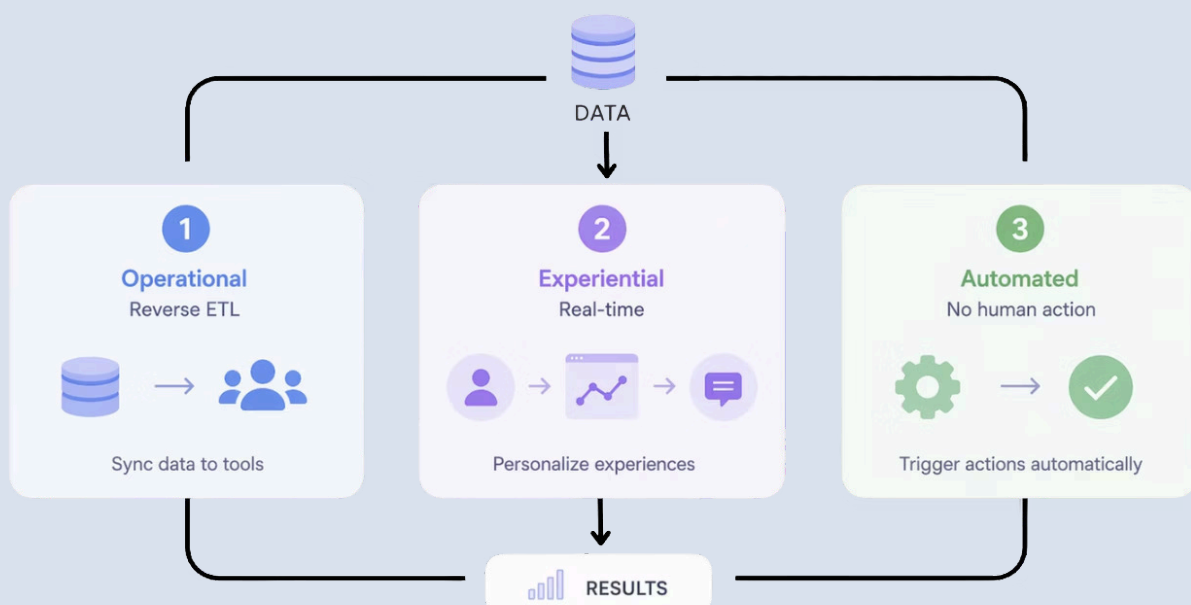 DATA
1
Operational
Reverse ETL
Sync data to tools
2
Experiential
Real-time
Personalize experiences
3
Automated
No human action
Trigger actions automatically
RESULTS